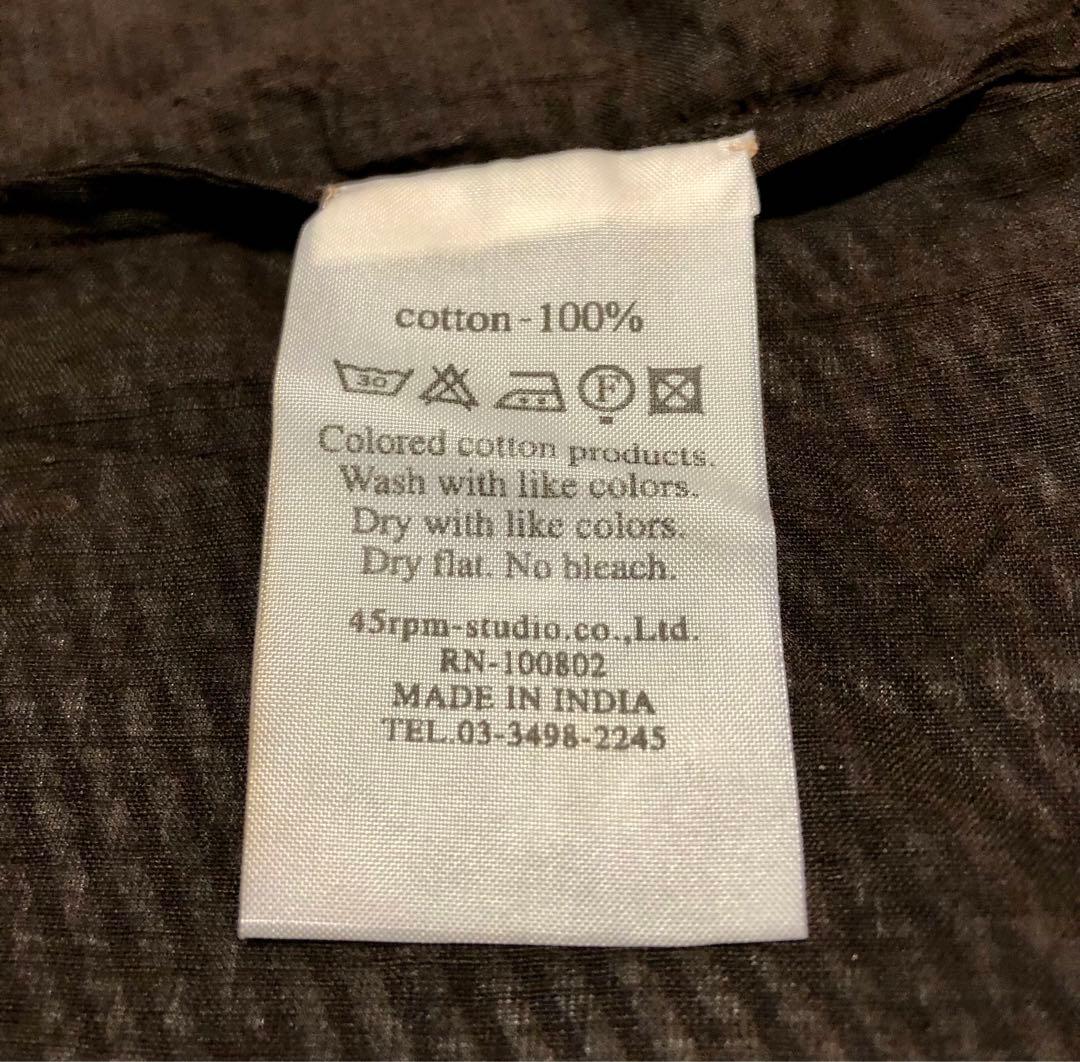 cotton-100%
30 F
Colored cotton products.
Wash with like colors.
Dry with like colors.
Dry flat. No bleach.
45rpm-studio.co.,Ltd.
RN-100802
MADE IN INDIA
TEL.03-3498-2245